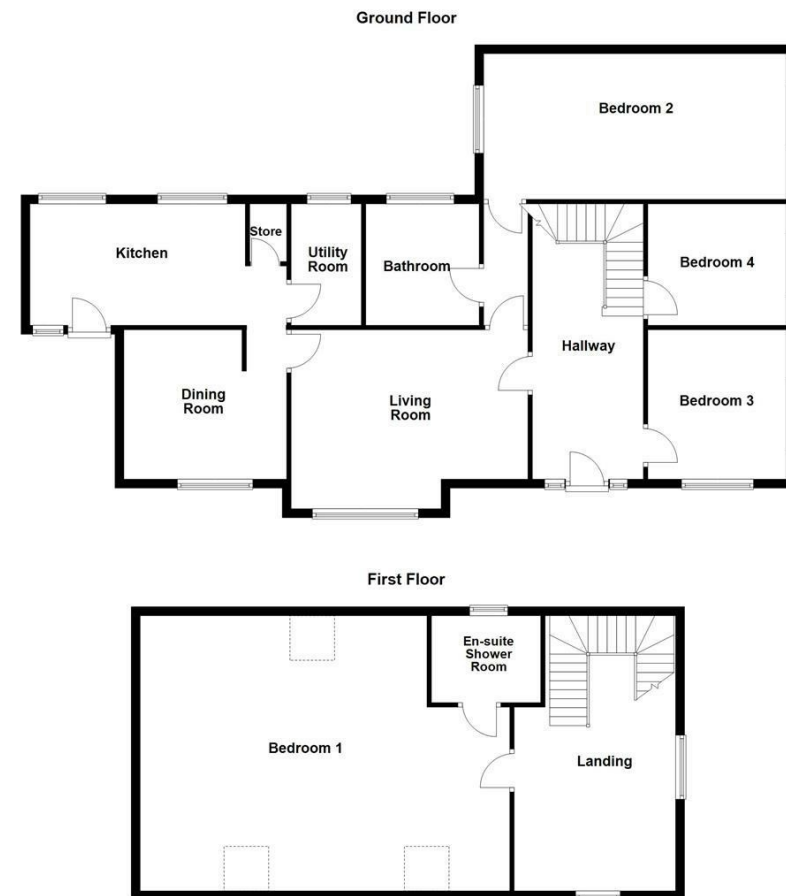 Ground Floor
Bedroom 2
Store
Kitchen
Utility
Room
Bathroom
Bedroom 4
Hallway
Dining
Room
Living
Room
Bedroom 3
First Floor
En-suite
Shower
Room
Bedroom 1
Landing